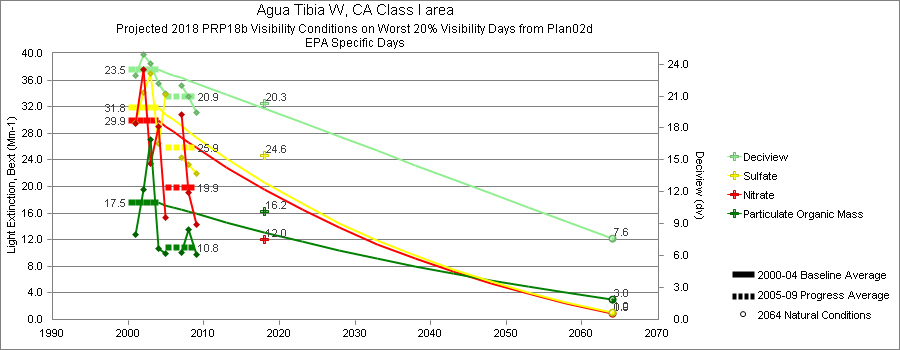 Agua Tibia W, CA Class I area
Projected 2018 PRP18b Visibility Conditions on Worst 20% Visibility Days from Plan02d
EPA Specific Days
Light Extinction, Bext (Mm-1)
40.0
36.0
32.0
28.0
24.0
20.0
16.0
12.0
8.0
4.0
0.0
1990 2000 2010 2020 2030 2040 2050 2060 2070
24.0
21.0
18.0
15.0
12.0
9.0
6.0
3.0
0.0
Deciview (dv)
23.5
31.8
29.9
17.5
20.9
25.9
19.9
10.8
20.3
24.6
16.2
12.0
7.6
3.0
Deciview
Sulfate
Nitrate
Particulate Organic Mass
2000-04 Baseline Average
2005-09 Progress Average
2064 Natural Conditions